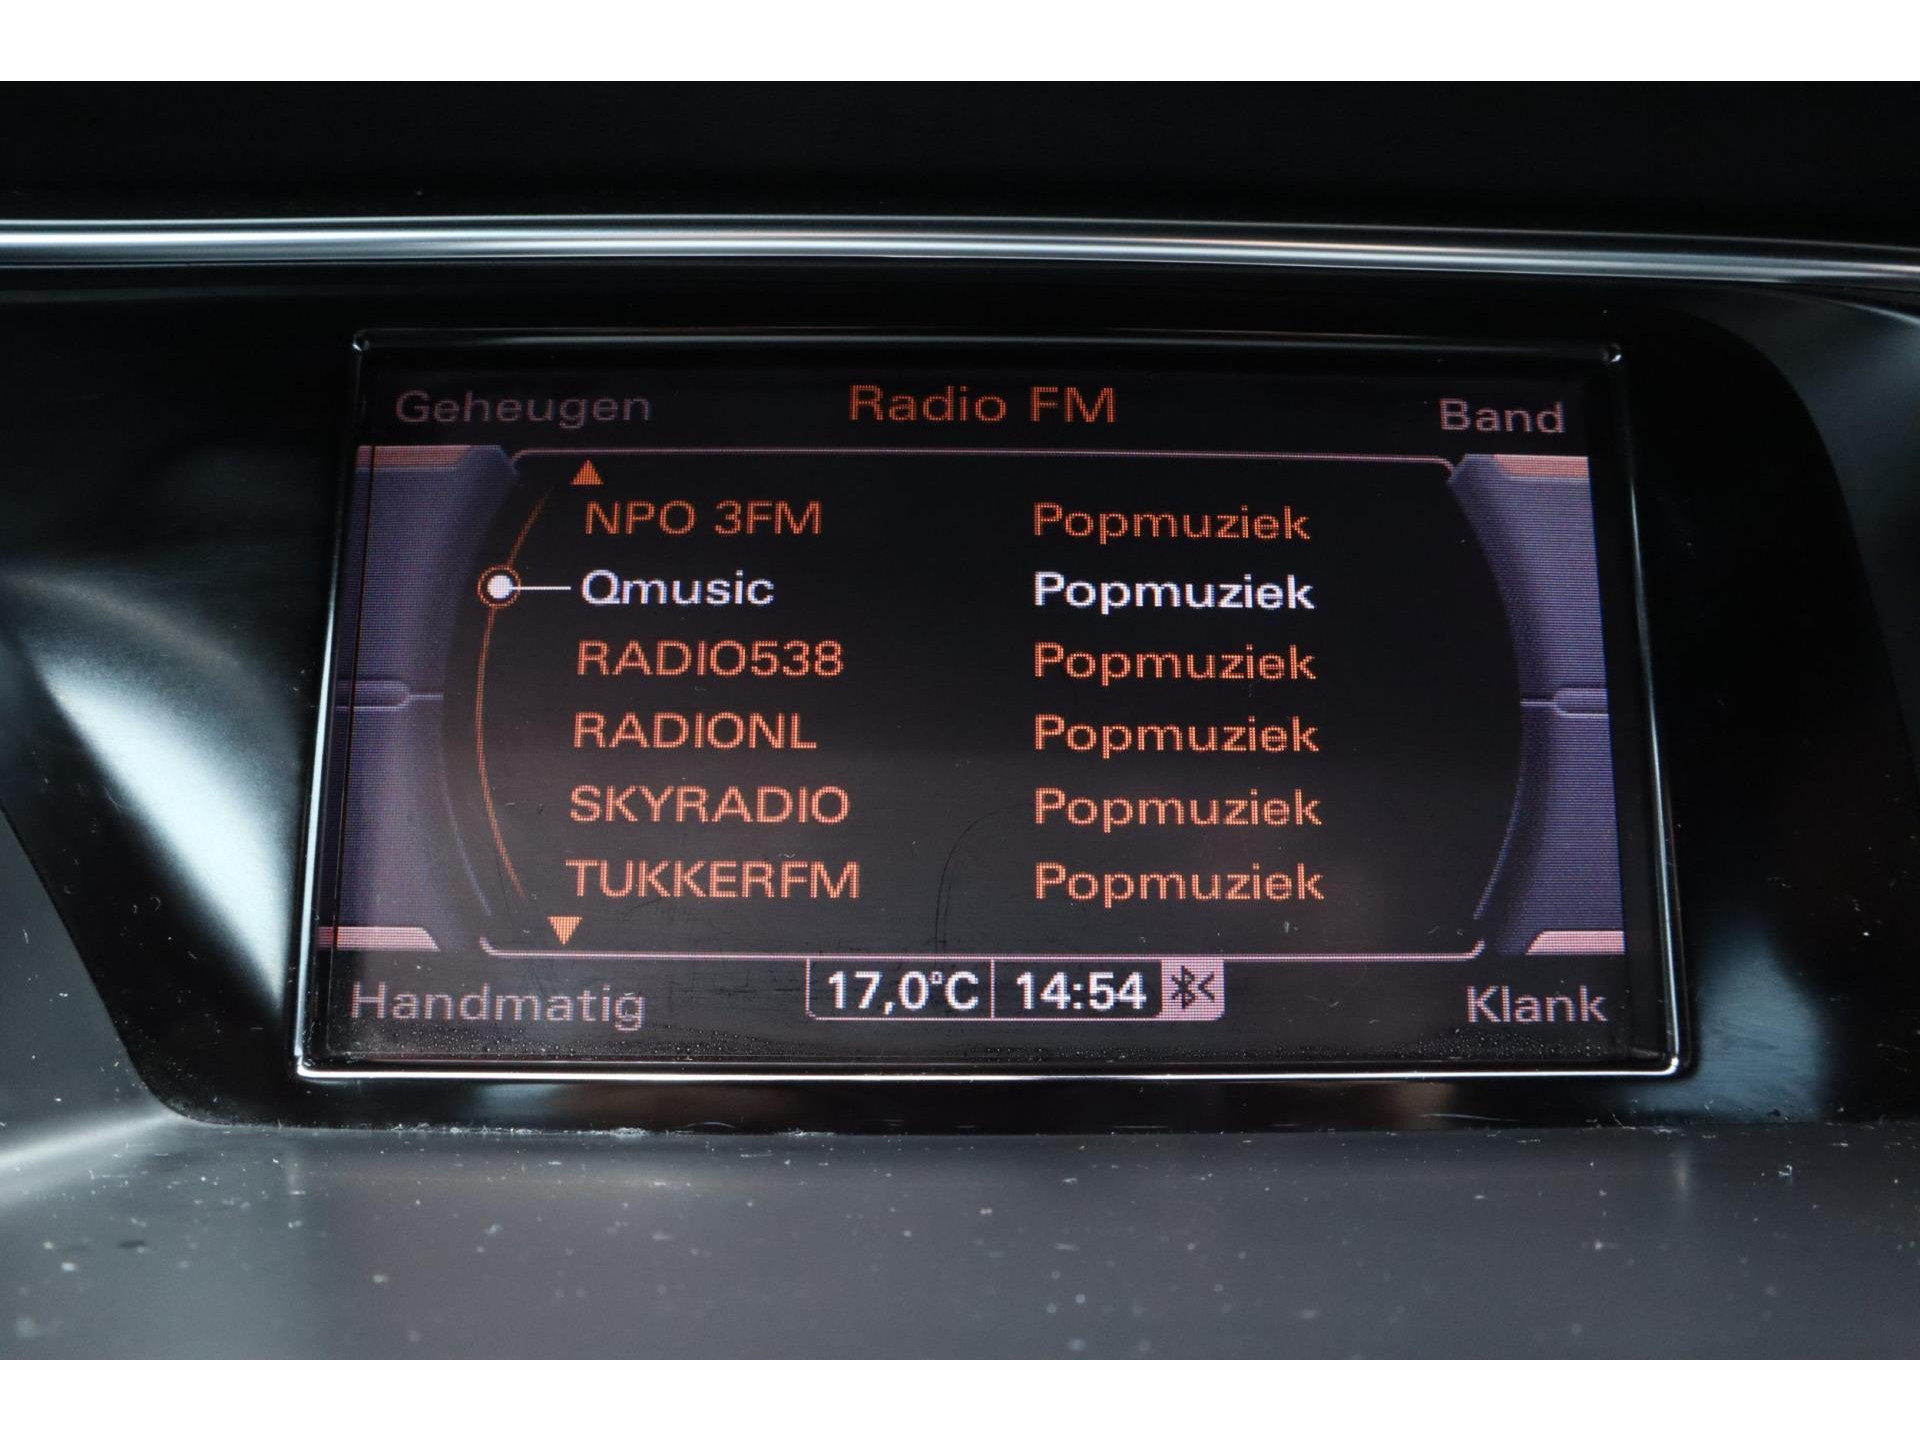 Geheugen Radio FM Band
NPO 3FM Popmuziek
Qmusic Popmuziek
RADIO538 Popmuziek
RADIONL Popmuziek
SKYRADIO Popmuziek
TUKKERFM Popmuziek
Handmatig 17,0°C 14:54 Klank